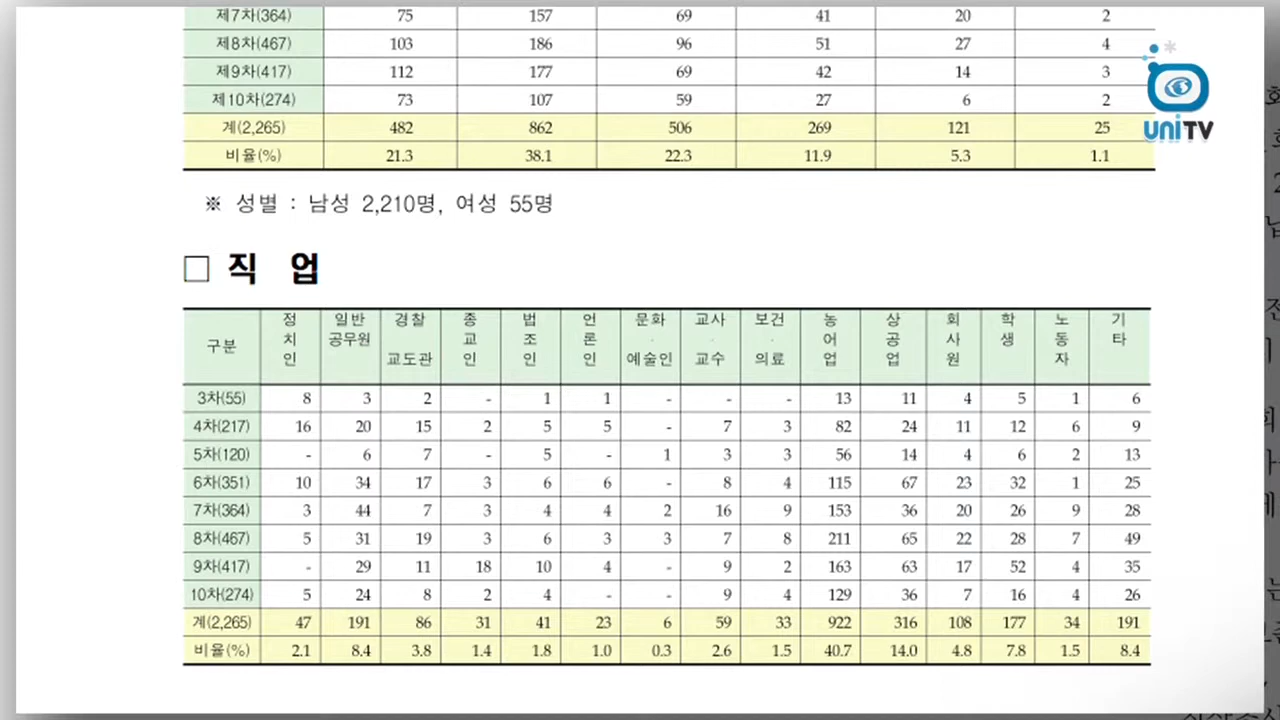 제7차(364) 75 157 69 41 20 2
제8차(467) 103 186 96 51 27 4
제9차(417) 112 177 69 42 14 3
제10차(274) 73 107 59 27 6 2
계(2,265) 482 862 506 269 121 25
비율(%) 21.3 38.1 22.3 11.9 5.3 1.1
UNiTV
※ 성별 : 남성 2,210명, 여성 55명
□ 직 업
구분 정치인 일반공무원 경찰·교도관 종교인 법조인 언론인 문화·예술인 교사·교수 보건·의료 농어업 상공업 회사원 학생 노동자 기타
3차(55) 8 3 2 - 1 1 - - - 13 11 4 5 1 6
4차(217) 16 20 15 2 5 5 - 7 3 82 24 11 12 6 9
5차(120) - 6 7 - 5 - 1 3 3 56 14 4 6 2 13
6차(351) 10 34 17 3 6 6 - 8 4 115 67 23 32 1 25
7차(364) 3 44 7 3 4 4 2 16 9 153 36 20 26 9 28
8차(467) 5 31 19 3 6 3 3 7 8 211 65 22 28 7 49
9차(417) - 29 11 18 10 4 - 9 2 163 63 17 52 4 35
10차(274) 5 24 8 2 4 - - 9 4 129 36 7 16 4 26
계(2,265) 47 191 86 31 41 23 6 59 33 922 316 108 177 34 191
비율(%) 2.1 8.4 3.8 1.4 1.8 1.0 0.3 2.6 1.5 40.7 14.0 4.8 7.8 1.5 8.4